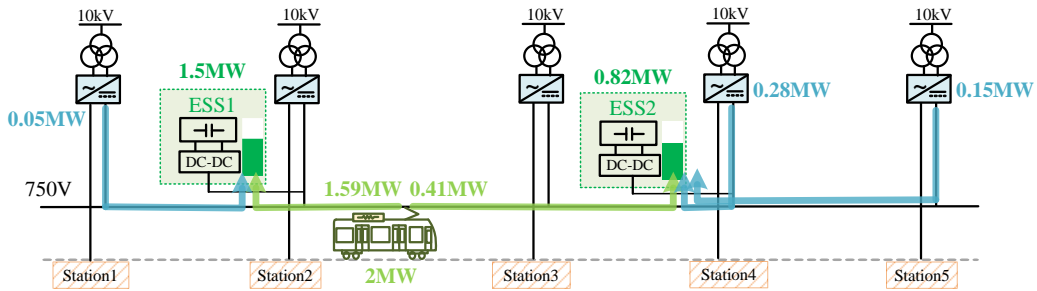 10kV
10kV
10kV
10kV
10kV
1.5MW
0.82MW
ESS1
ESS2
0.05MW
0.28MW
0.15MW
DC-DC
DC-DC
750V
1.59MW
0.41MW
Station1
Station2
2MW
Station3
Station4
Station5